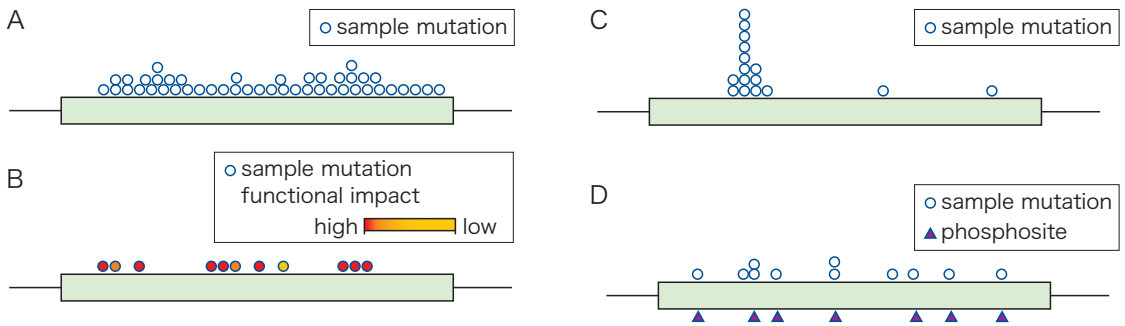 A
sample mutation
B
sample mutation
functional impact
high low
C
sample mutation
D
sample mutation
phosphosite